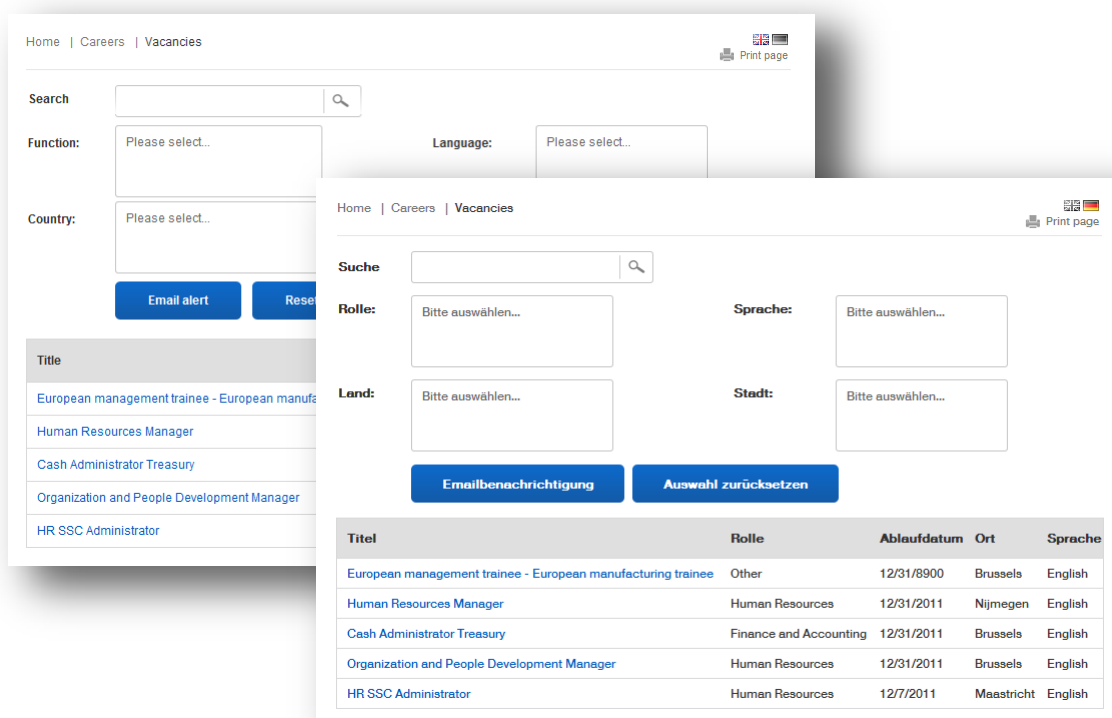 Home | Careers | Vacancies
Print page
Search
Function: Please select... Language: Please select...
Country: Please select...
Email alert Reset
Title
European management trainee - European manufa
Human Resources Manager
Cash Administrator Treasury
Organization and People Development Manager
HR SSC Administrator
Home | Careers | Vacancies
Print page
Suche
Rolle: Bitte auswählen... Sprache: Bitte auswählen...
Land: Bitte auswählen... Stadt: Bitte auswählen...
Emailbenachrichtigung Auswahl zurücksetzen
Titel Rolle Ablaufdatum Ort Sprache
European management trainee - European manufacturing trainee Other 12/31/8900 Brussels English
Human Resources Manager Human Resources 12/31/2011 Nijmegen English
Cash Administrator Treasury Finance and Accounting 12/31/2011 Brussels English
Organization and People Development Manager Human Resources 12/31/2011 Brussels English
HR SSC Administrator Human Resources 12/7/2011 Maastricht English